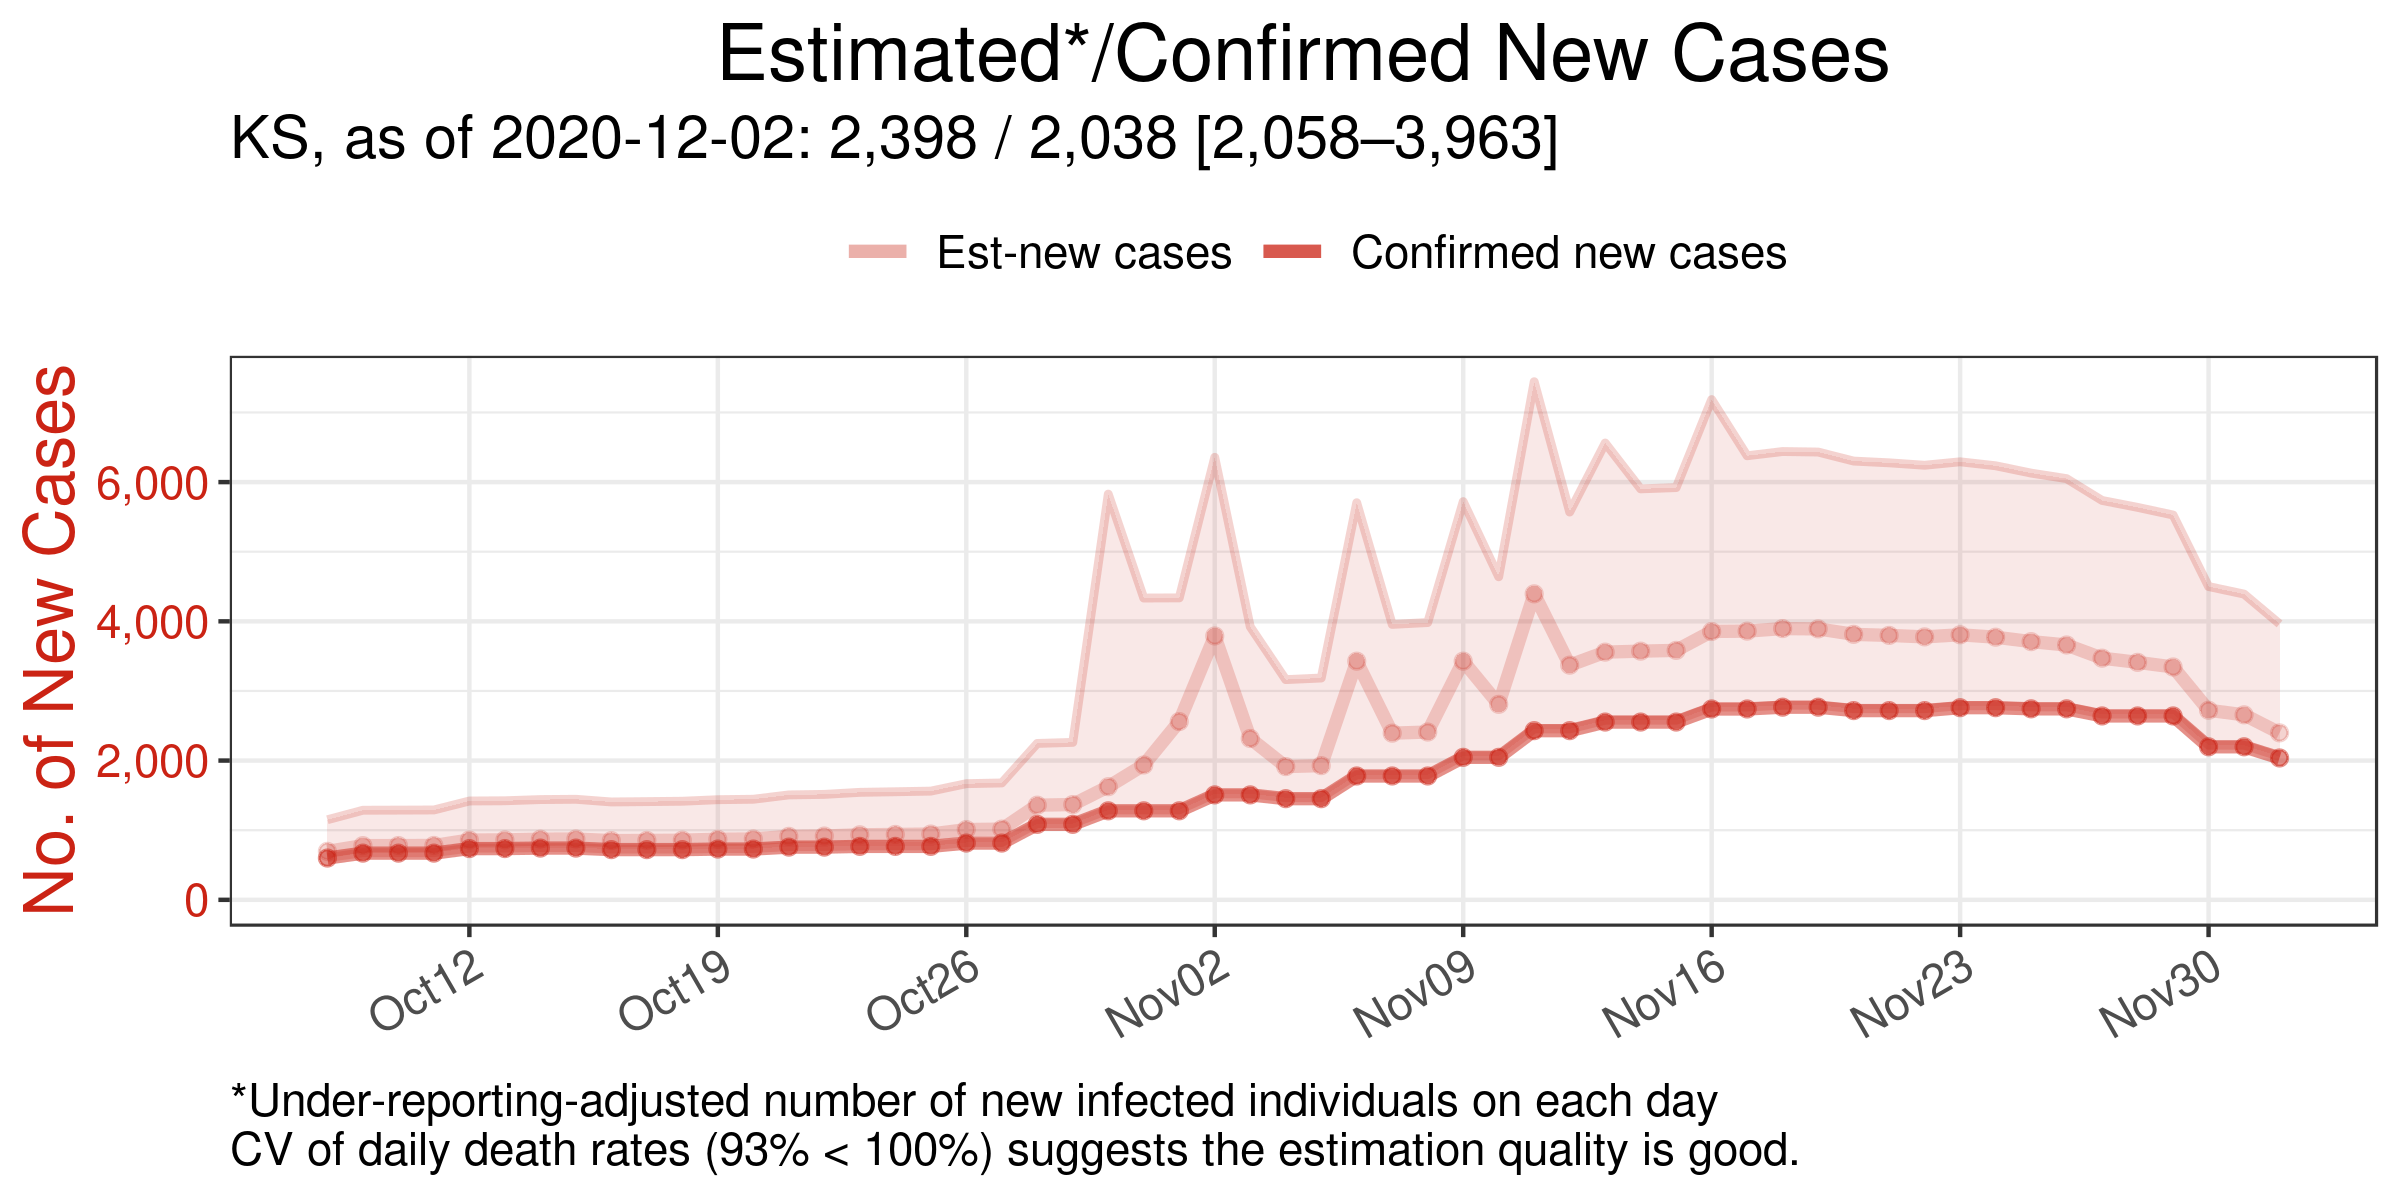 Estimated*/Confirmed New Cases
KS, as of 2020-12-02: 2,398 / 2,038 [2,058–3,963]
Est-new cases Confirmed new cases
No. of New Cases
6,000
4,000
2,000
0
Oct12 Oct19 Oct26 Nov02 Nov09 Nov16 Nov23 Nov30
*Under-reporting-adjusted number of new infected individuals on each day
CV of daily death rates (93% < 100%) suggests the estimation quality is good.